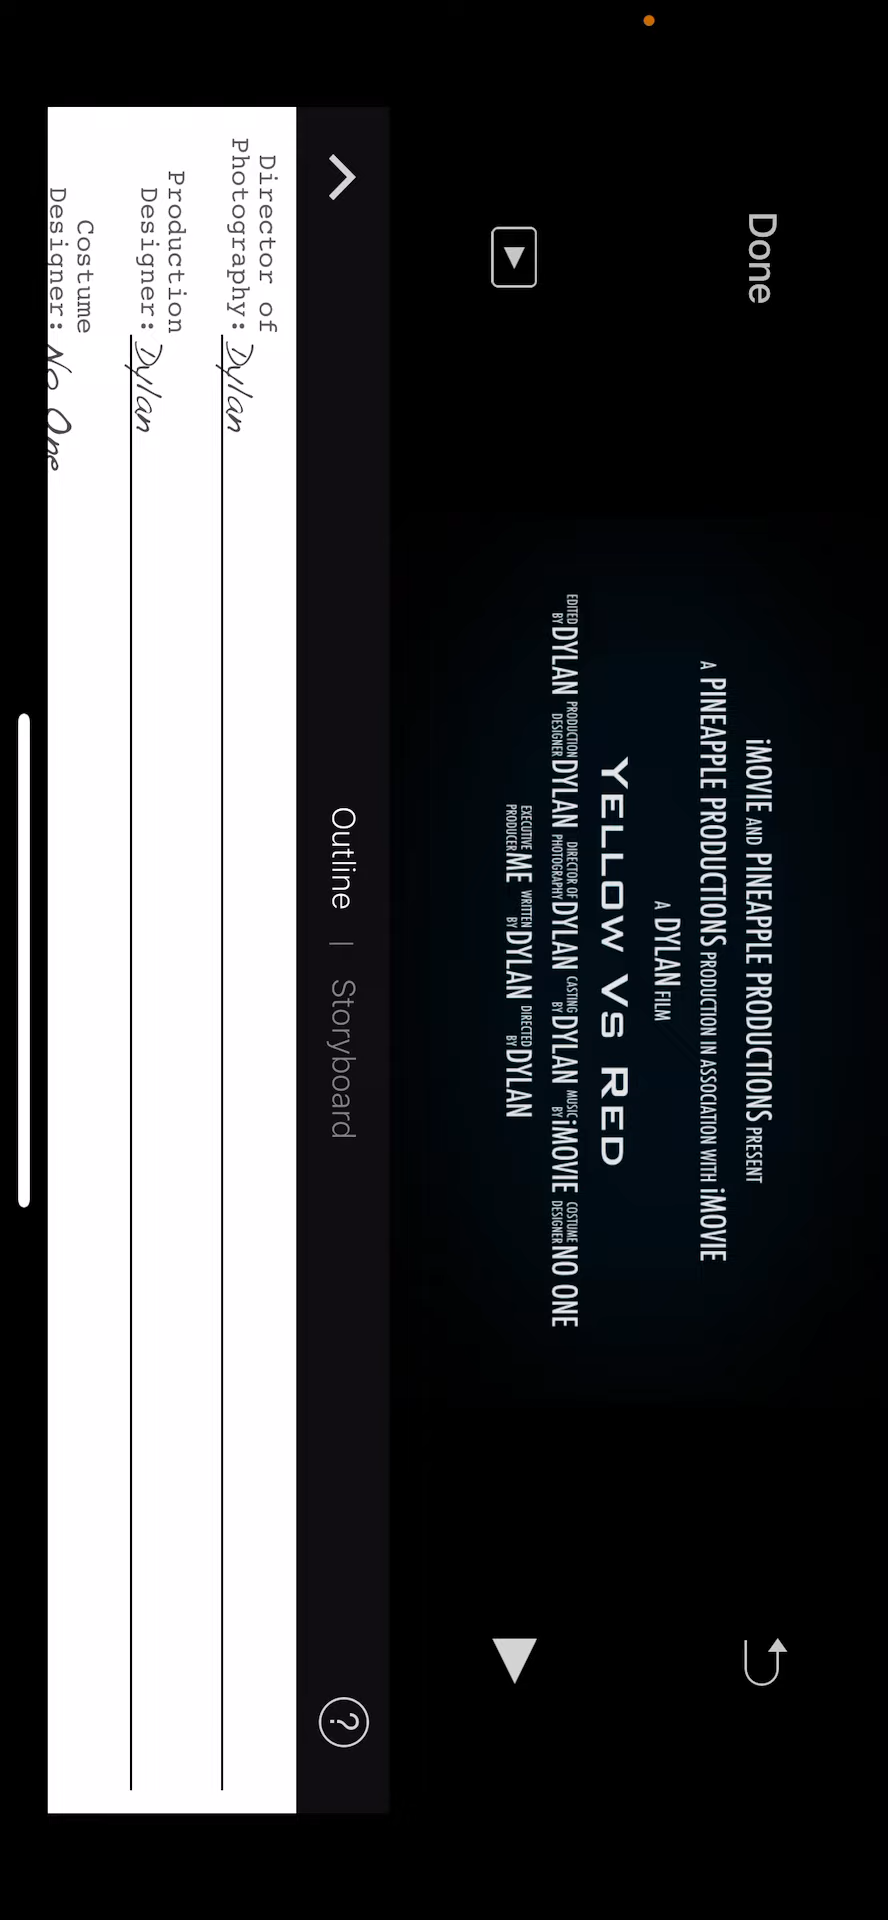 Done
iMOVIE AND PINEAPPLE PRODUCTIONS PRESENT
A PINEAPPLE PRODUCTIONS PRODUCTION IN ASSOCIATION WITH iMOVIE
A DYLAN FILM
YELLOW VS RED
EDITED BY DYLAN PRODUCTION DESIGNER DYLAN DIRECTOR OF PHOTOGRAPHY DYLAN CASTING BY DYLAN MUSIC BY iMOVIE COSTUME DESIGNER NO ONE
EXECUTIVE PRODUCER ME WRITTEN BY DYLAN DIRECTED BY DYLAN
Outline | Storyboard
?
Director of
Photography: Dylan
Production
Designer: Dylan
Costume
Designer: No One